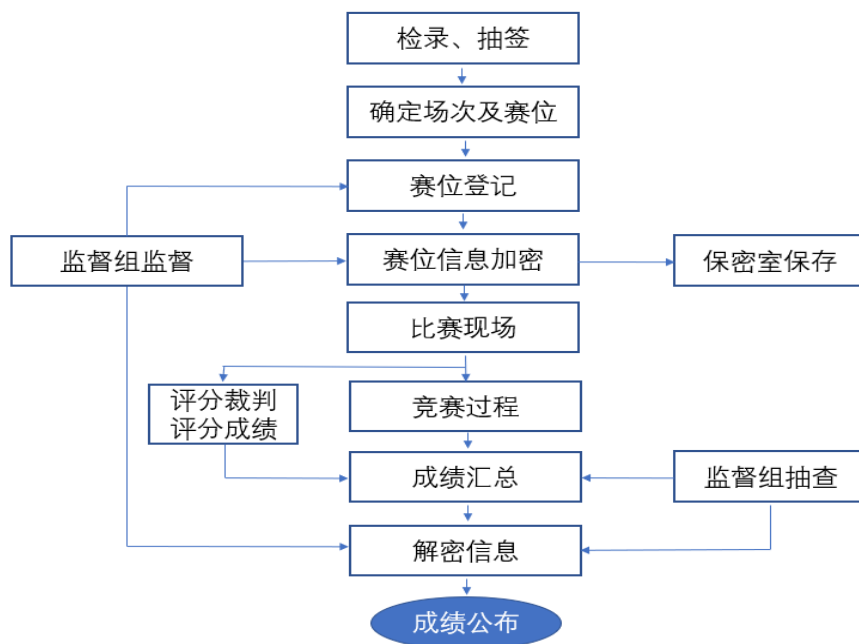 检录、抽签
确定场次及赛位
赛位登记
监督组监督
赛位信息加密
保密室保存
比赛现场
评分裁判
评分成绩
竞赛过程
成绩汇总
监督组抽查
解密信息
成绩公布